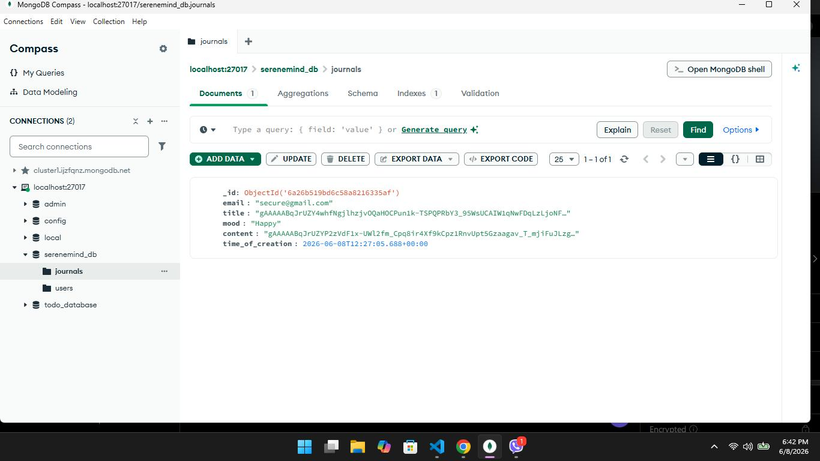 MongoDB Compass - localhost:27017/serenemind_db.journals
Connections Edit View Collection Help
Compass
My Queries
Data Modeling
CONNECTIONS (2)
Search connections
cluster1.ijzfqnz.mongodb.net
localhost:27017
admin
config
local
serenemind_db
journals
users
todo_database
journals
localhost:27017 > serenemind_db > journals
Open MongoDB shell
Documents 1 Aggregations Schema Indexes 1 Validation
Type a query: { field: 'value' } or Generate query
Explain Reset Find Options
ADD DATA UPDATE DELETE EXPORT DATA EXPORT CODE 25 1 – 1 of 1
_id: ObjectId('6a26b519bd6c58a8216335af')
email: "secure@gmail.com"
title: "gAAAAABqJrUZY4whfNgjlhzjvOQaHOCPun1k-TSPQPRbY3_95WsUCAIW1qNwFDqLzLjoNF…"
mood: "Happy"
content: "gAAAAABqJrUZYP2zVdF1x-UWl2fm_Cpq8ir4Xf9kCpz1RnvUpt5Gzaagav_T_mjiFuJLzg…"
time_of_creation: 2026-06-08T12:27:05.688+00:00
Encrypted
1
6:42 PM
6/8/2026